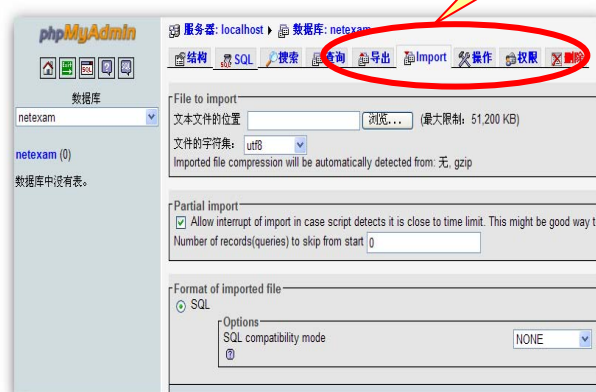 phpMyAdmin
服务器: localhost ▸ 数据库: netexam
结构 SQL 搜索 查询 导出 Import 操作 权限 删除
数据库
netexam
netexam (0)
数据库中没有表。
File to import
文本文件的位置 浏览... (最大限制: 51,200 KB)
文件的字符集: utf8
Imported file compression will be automatically detected from: 无, gzip
Partial import
Allow interrupt of import in case script detects it is close to time limit. This might be good way t
Number of records(queries) to skip from start 0
Format of imported file
SQL
Options
SQL compatibility mode NONE